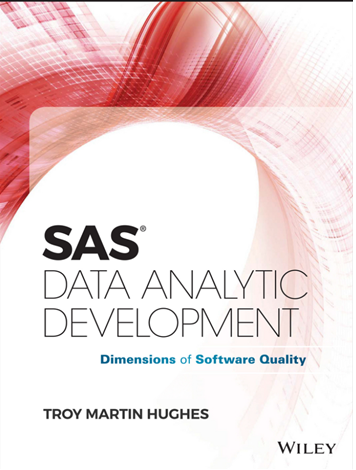 SAS®
DATA ANALYTIC
DEVELOPMENT
Dimensions of Software Quality
TROY MARTIN HUGHES
WILEY